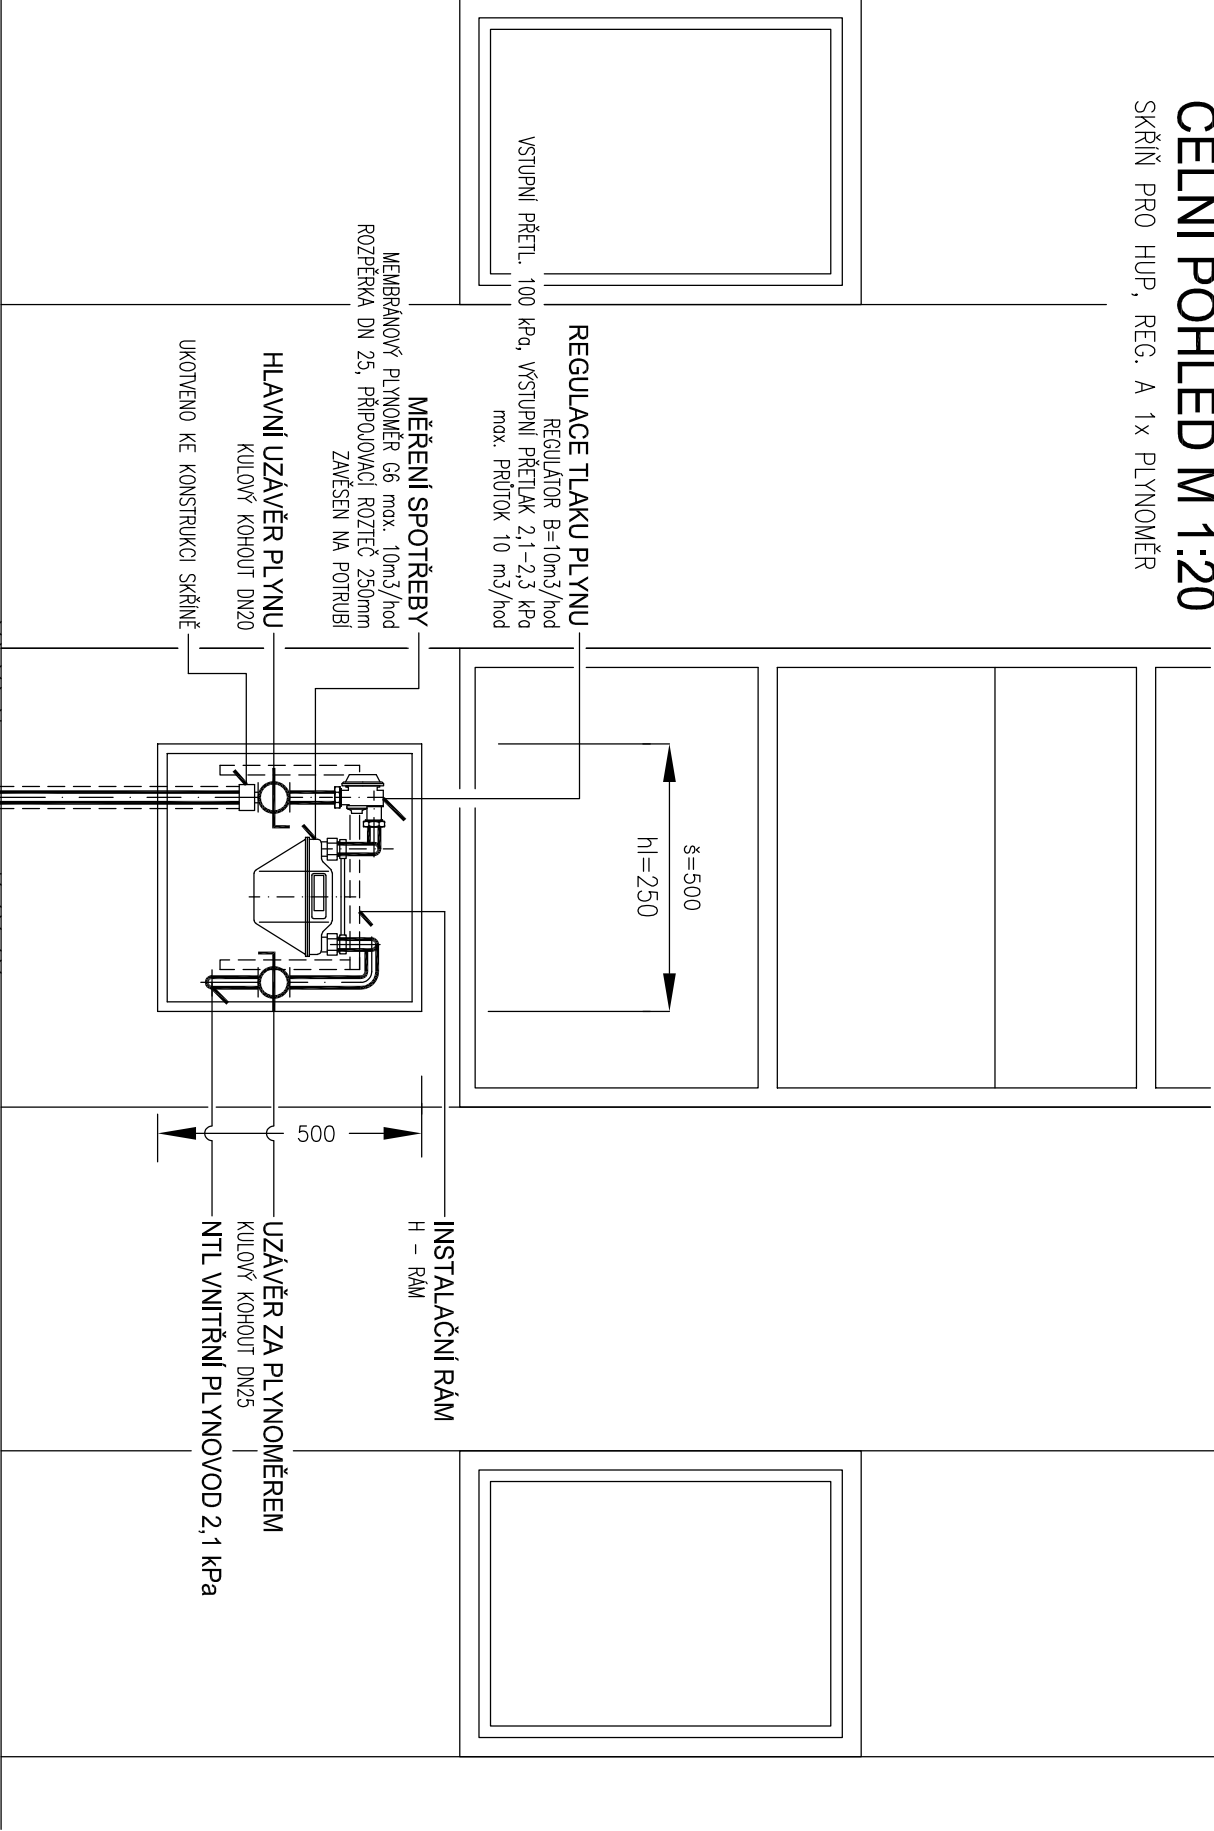 ČELNÍ POHLED M 1:20
SKŘÍŇ PRO HUP, REG. A 1x PLYNOMĚR
REGULACE TLAKU PLYNU
REGULÁTOR B=10m3/hod
VSTUPNÍ PŘETL. 100 kPa, VÝSTUPNÍ PŘETLAK 2,1-2,3 kPa
max. PRŮTOK 10 m3/hod
MĚŘENÍ SPOTŘEBY
MEMBRÁNOVÝ PLYNOMĚR G6 max. 10m3/hod
ROZPĚRKA DN 25, PŘIPOJOVACÍ ROZTEČ 250mm
ZAVĚŠEN NA POTRUBÍ
HLAVNÍ UZÁVĚR PLYNU
KULOVÝ KOHOUT DN20
UKOTVENO KE KONSTRUKCI SKŘÍNĚ
š=500
hl=250
500
INSTALAČNÍ RÁM
H - RÁM
UZÁVĚR ZA PLYNOMĚREM
KULOVÝ KOHOUT DN25
NTL VNITŘNÍ PLYNOVOD 2,1 kPa